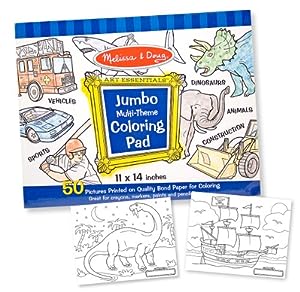 Melissa & Doug
ART ESSENTIALS
Jumbo
Multi-Theme
Coloring
Pad
11 x 14 inches
VEHICLES
SPORTS
DINOSAURS
ANIMALS
CONSTRUCTION
50 Pictures Printed on Quality Bond Paper for Coloring
Great for crayons, markers, paints and pencils